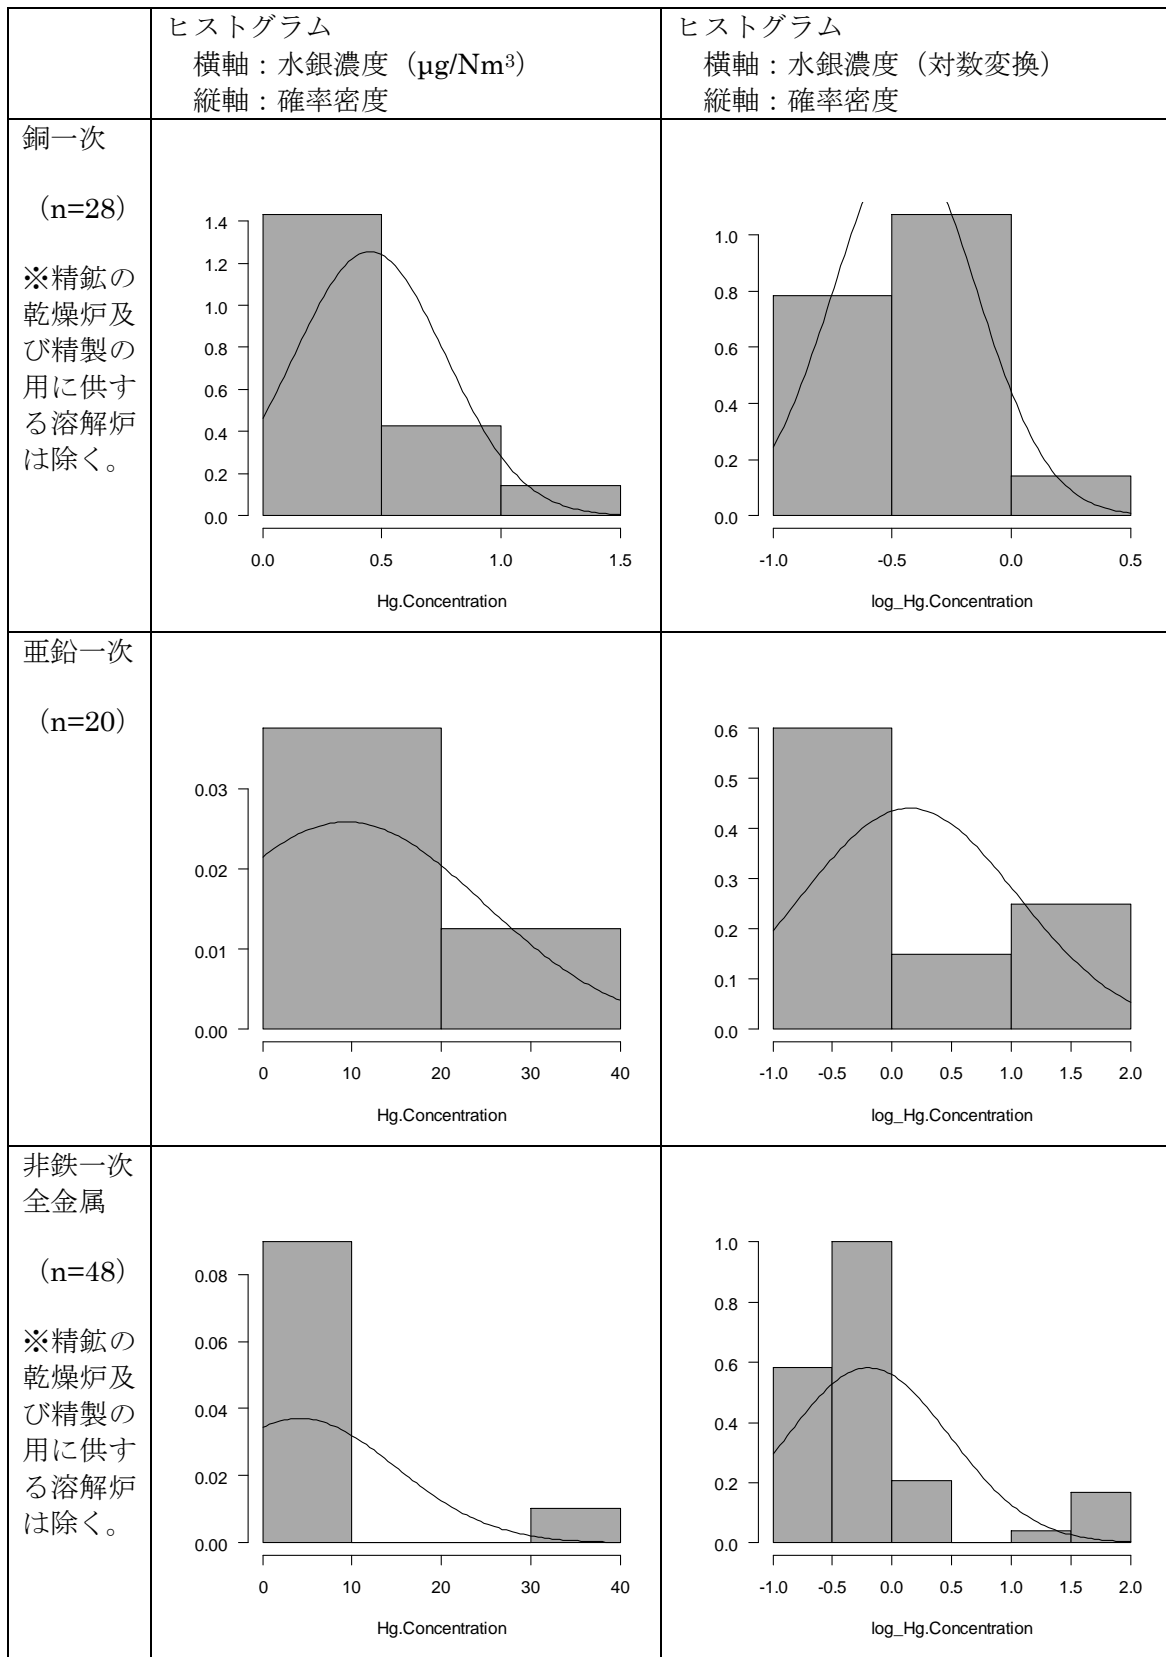 ヒストグラム
横軸：水銀濃度（µg/Nm³）
縦軸：確率密度
ヒストグラム
横軸：水銀濃度（対数変換）
縦軸：確率密度
銅一次
（n=28）
※精鉱の
乾燥炉及
び精製の
用に供す
る溶解炉
は除く。
1.4
1.2
1.0
0.8
0.6
0.4
0.2
0.0
0.0 0.5 1.0 1.5
Hg.Concentration
1.0
0.8
0.6
0.4
0.2
0.0
-1.0 -0.5 0.0 0.5
log_Hg.Concentration
亜鉛一次
（n=20）
0.03
0.02
0.01
0.00
0 10 20 30 40
Hg.Concentration
0.6
0.5
0.4
0.3
0.2
0.1
0.0
-1.0 -0.5 0.0 0.5 1.0 1.5 2.0
log_Hg.Concentration
非鉄一次
全金属
（n=48）
※精鉱の
乾燥炉及
び精製の
用に供す
る溶解炉
は除く。
0.08
0.06
0.04
0.02
0.00
0 10 20 30 40
Hg.Concentration
1.0
0.8
0.6
0.4
0.2
0.0
-1.0 -0.5 0.0 0.5 1.0 1.5 2.0
log_Hg.Concentration